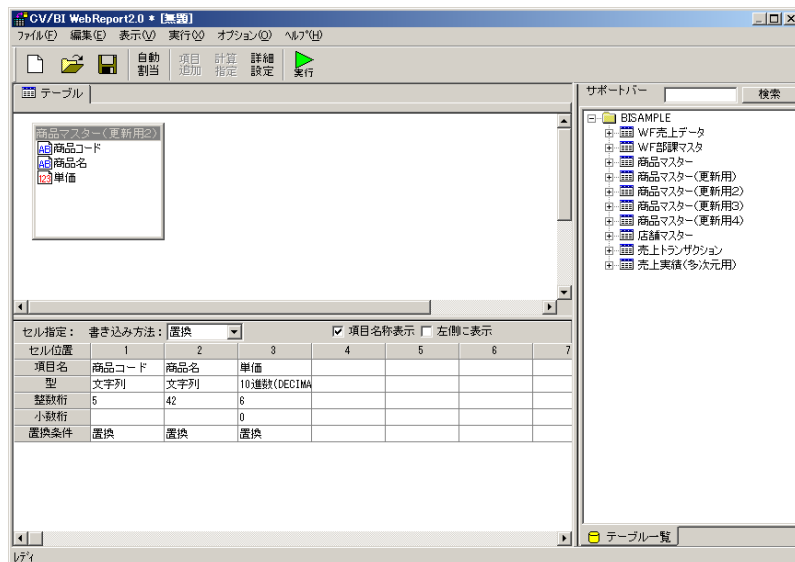 CV/BI WebReport2.0 * [無題]
ファイル(F) 編集(E) 表示(V) 実行(X) オプション(O) ヘルプ(H)
自動割当 項目追加 計算指定 詳細設定 実行
テーブル
サポートバー 検索
商品マスター(更新用2)
商品コード
商品名
単価
BISAMPLE
WF売上データ
WF部課マスタ
商品マスター
商品マスター(更新用)
商品マスター(更新用2)
商品マスター(更新用3)
商品マスター(更新用4)
店舗マスター
売上トランザクション
売上実績(多次元用)
セル指定: 書き込み方法: 置換 項目名称表示 左側に表示
セル位置 1 2 3 4 5 6 7
項目名 商品コード 商品名 単価
型 文字列 文字列 10進数(DECIMA
整数桁 5 42 6
小数桁 0
置換条件 置換 置換 置換
テーブル一覧
レディ